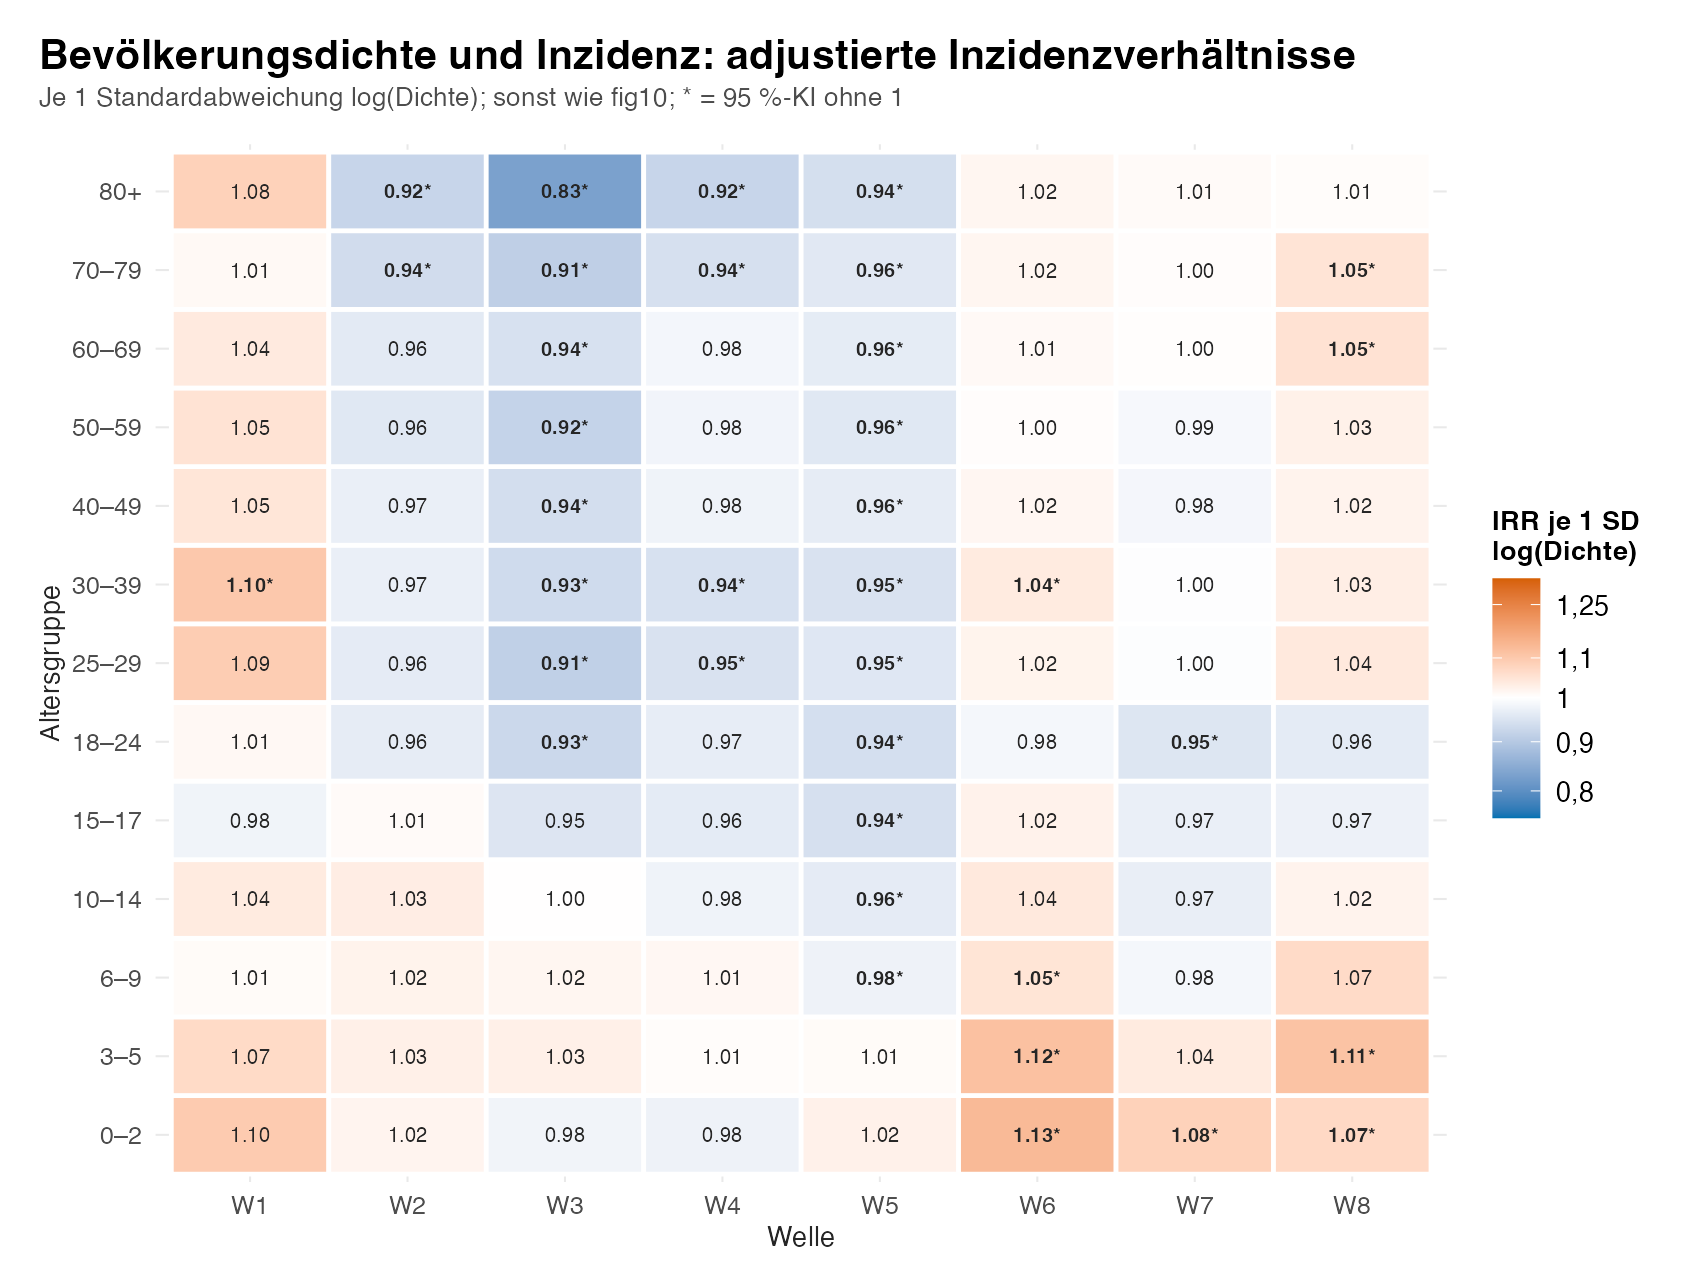 Bevölkerungsdichte und Inzidenz: adjustierte Inzidenzverhältnisse
Je 1 Standardabweichung log(Dichte); sonst wie fig10; * = 95 %-KI ohne 1
80+ 1.08 0.92* 0.83* 0.92* 0.94* 1.02 1.01 1.01
70–79 1.01 0.94* 0.91* 0.94* 0.96* 1.02 1.00 1.05*
60–69 1.04 0.96 0.94* 0.98 0.96* 1.01 1.00 1.05*
50–59 1.05 0.96 0.92* 0.98 0.96* 1.00 0.99 1.03
40–49 1.05 0.97 0.94* 0.98 0.96* 1.02 0.98 1.02
30–39 1.10* 0.97 0.93* 0.94* 0.95* 1.04* 1.00 1.03
25–29 1.09 0.96 0.91* 0.95* 0.95* 1.02 1.00 1.04
18–24 1.01 0.96 0.93* 0.97 0.94* 0.98 0.95* 0.96
15–17 0.98 1.01 0.95 0.96 0.94* 1.02 0.97 0.97
10–14 1.04 1.03 1.00 0.98 0.96* 1.04 0.97 1.02
6–9 1.01 1.02 1.02 1.01 0.98* 1.05* 0.98 1.07
3–5 1.07 1.03 1.03 1.01 1.01 1.12* 1.04 1.11*
0–2 1.10 1.02 0.98 0.98 1.02 1.13* 1.08* 1.07*
W1 W2 W3 W4 W5 W6 W7 W8
Welle
Altersgruppe
IRR je 1 SD
log(Dichte)
1,25
1,1
1
0,9
0,8